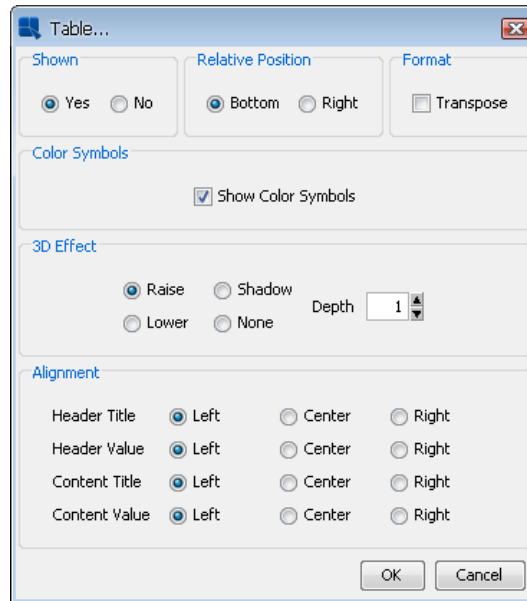 Table...
Shown
Relative Position
Format
Yes No
Bottom Right
Transpose
Color Symbols
Show Color Symbols
3D Effect
Raise Shadow
Depth 1
Lower None
Alignment
Header Title Left Center Right
Header Value Left Center Right
Content Title Left Center Right
Content Value Left Center Right
OK Cancel